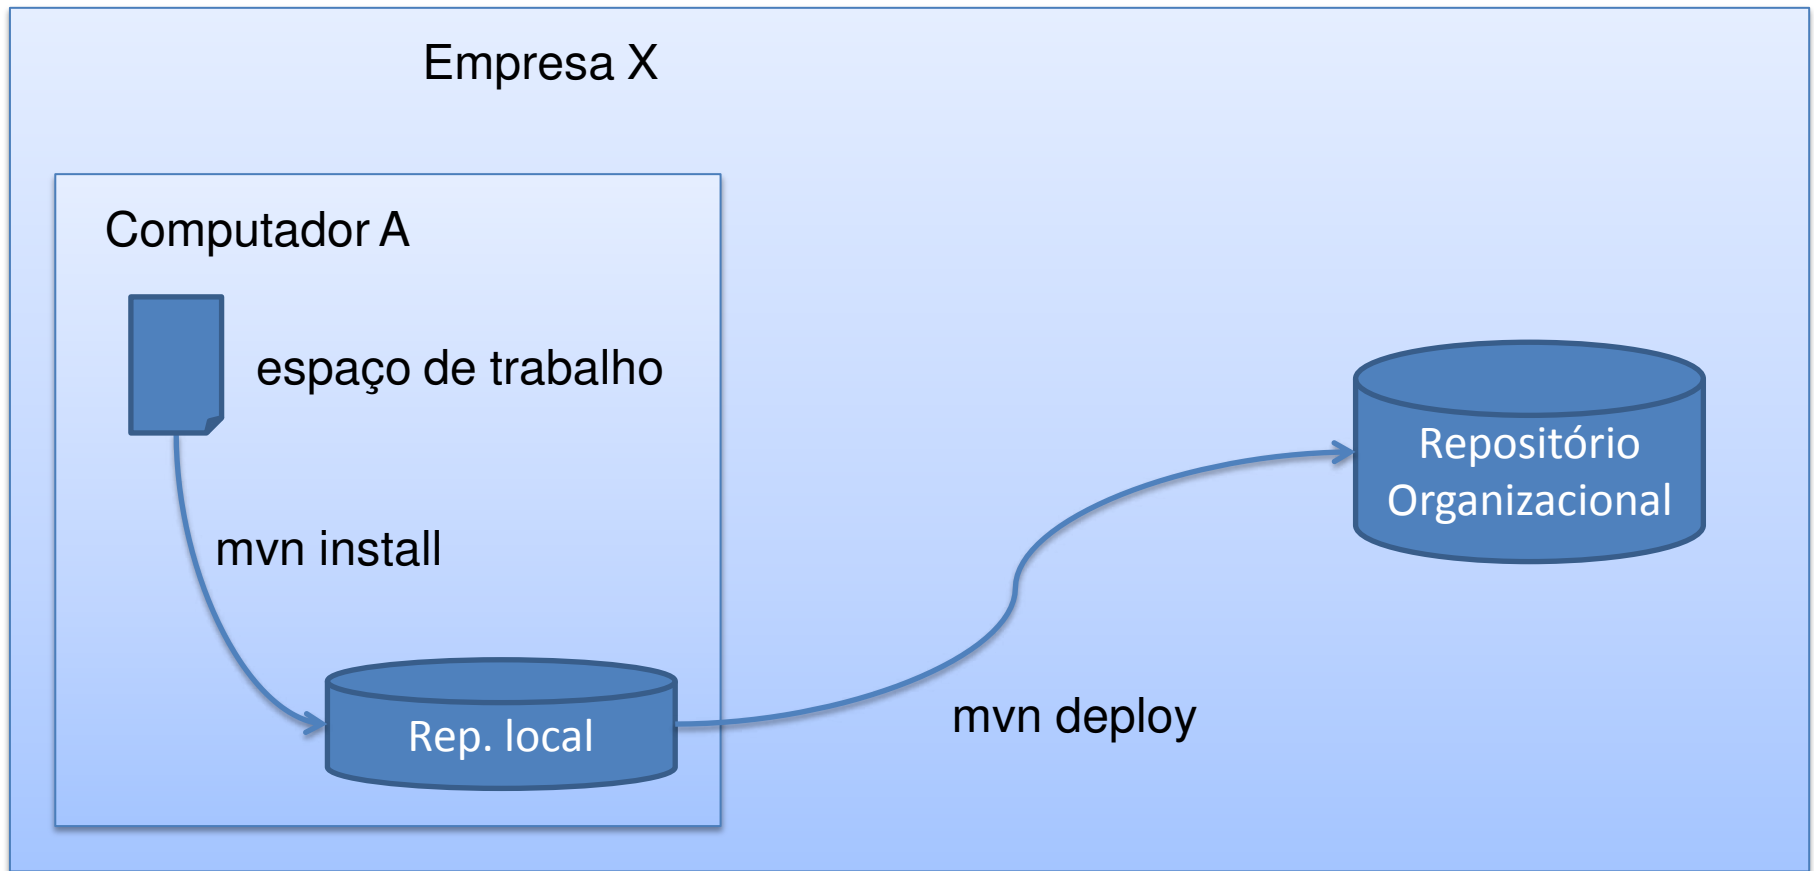 Empresa X
Computador A
espaço de trabalho
mvn install
Rep. local
mvn deploy
Repositório
Organizacional